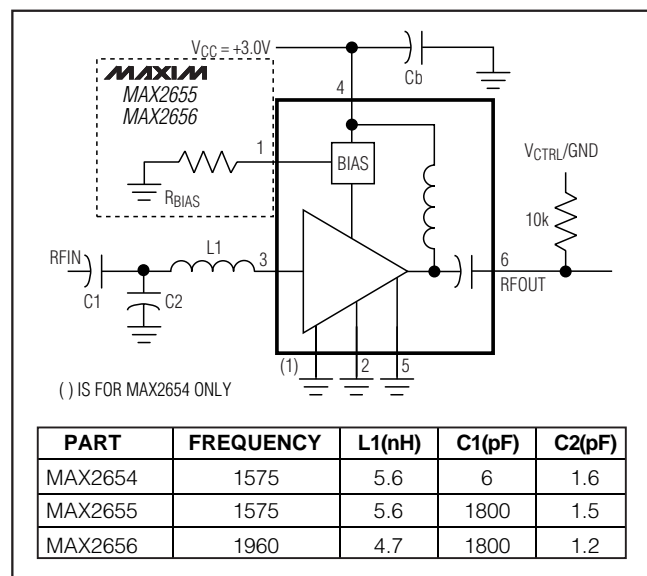 VCC = +3.0V
Cb
4
MAXIM
MAX2655
MAX2656
1
RBIAS
BIAS
VCTRL/GND
10k
RFIN
C1
C2
L1
3
6
RFOUT
(1)
2
5
( ) IS FOR MAX2654 ONLY
PART FREQUENCY L1(nH) C1(pF) C2(pF)
MAX2654 1575 5.6 6 1.6
MAX2655 1575 5.6 1800 1.5
MAX2656 1960 4.7 1800 1.2